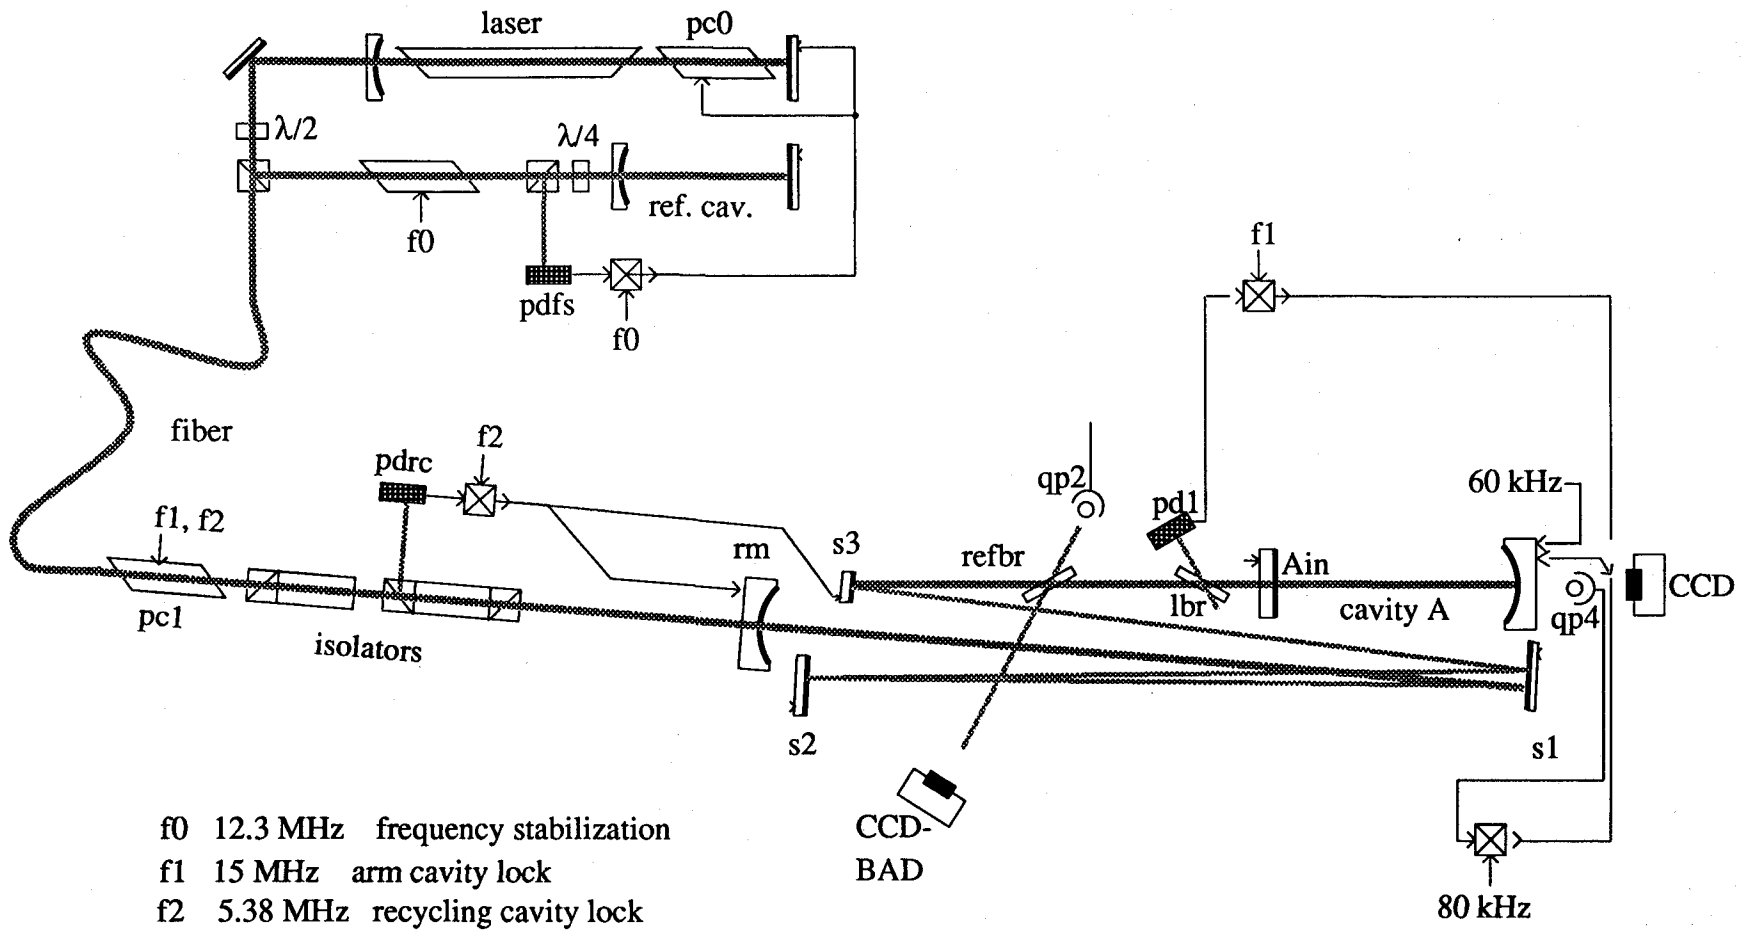 laser
pc0
λ/2
λ/4
ref. cav.
f0
pdfs
f0
f1
fiber
f2
pdrc
qp2
60 kHz
pd1
f1, f2
rm
s3
refbr
Ain
lbr
cavity A
qp4
CCD
pc1
isolators
s2
s1
f0 12.3 MHz frequency stabilization
f1 15 MHz arm cavity lock
f2 5.38 MHz recycling cavity lock
CCD-
BAD
80 kHz